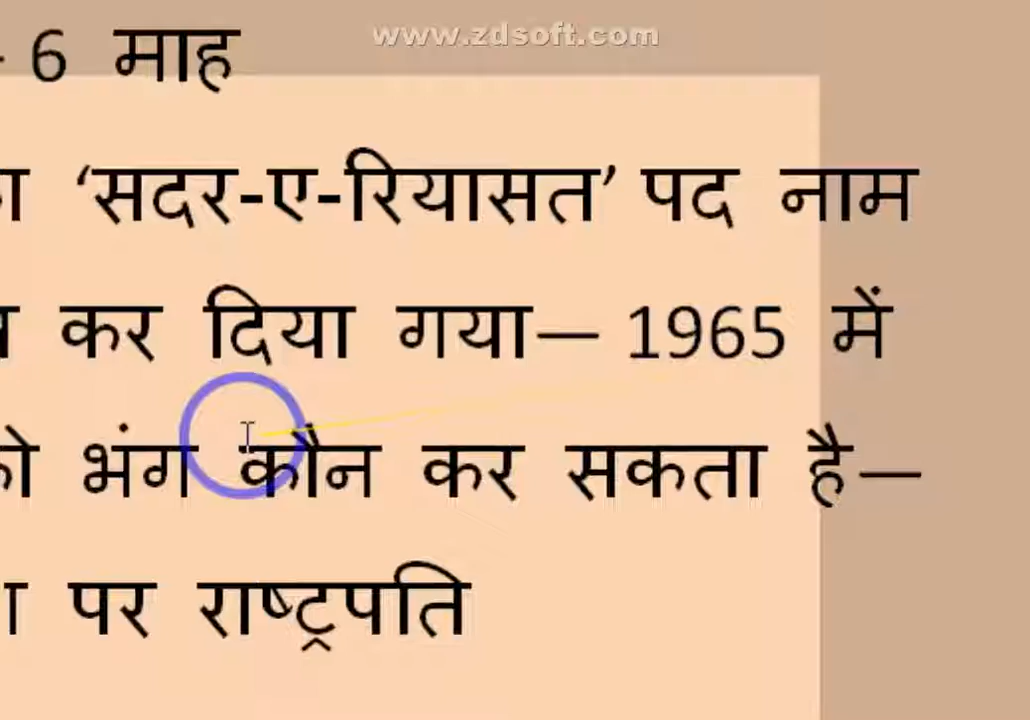 www.zdsoft.com
6 माह
‘सदर-ए-रियासत’ पद नाम
कर दिया गया— 1965 में
भंग कौन कर सकता है—
पर राष्ट्रपति